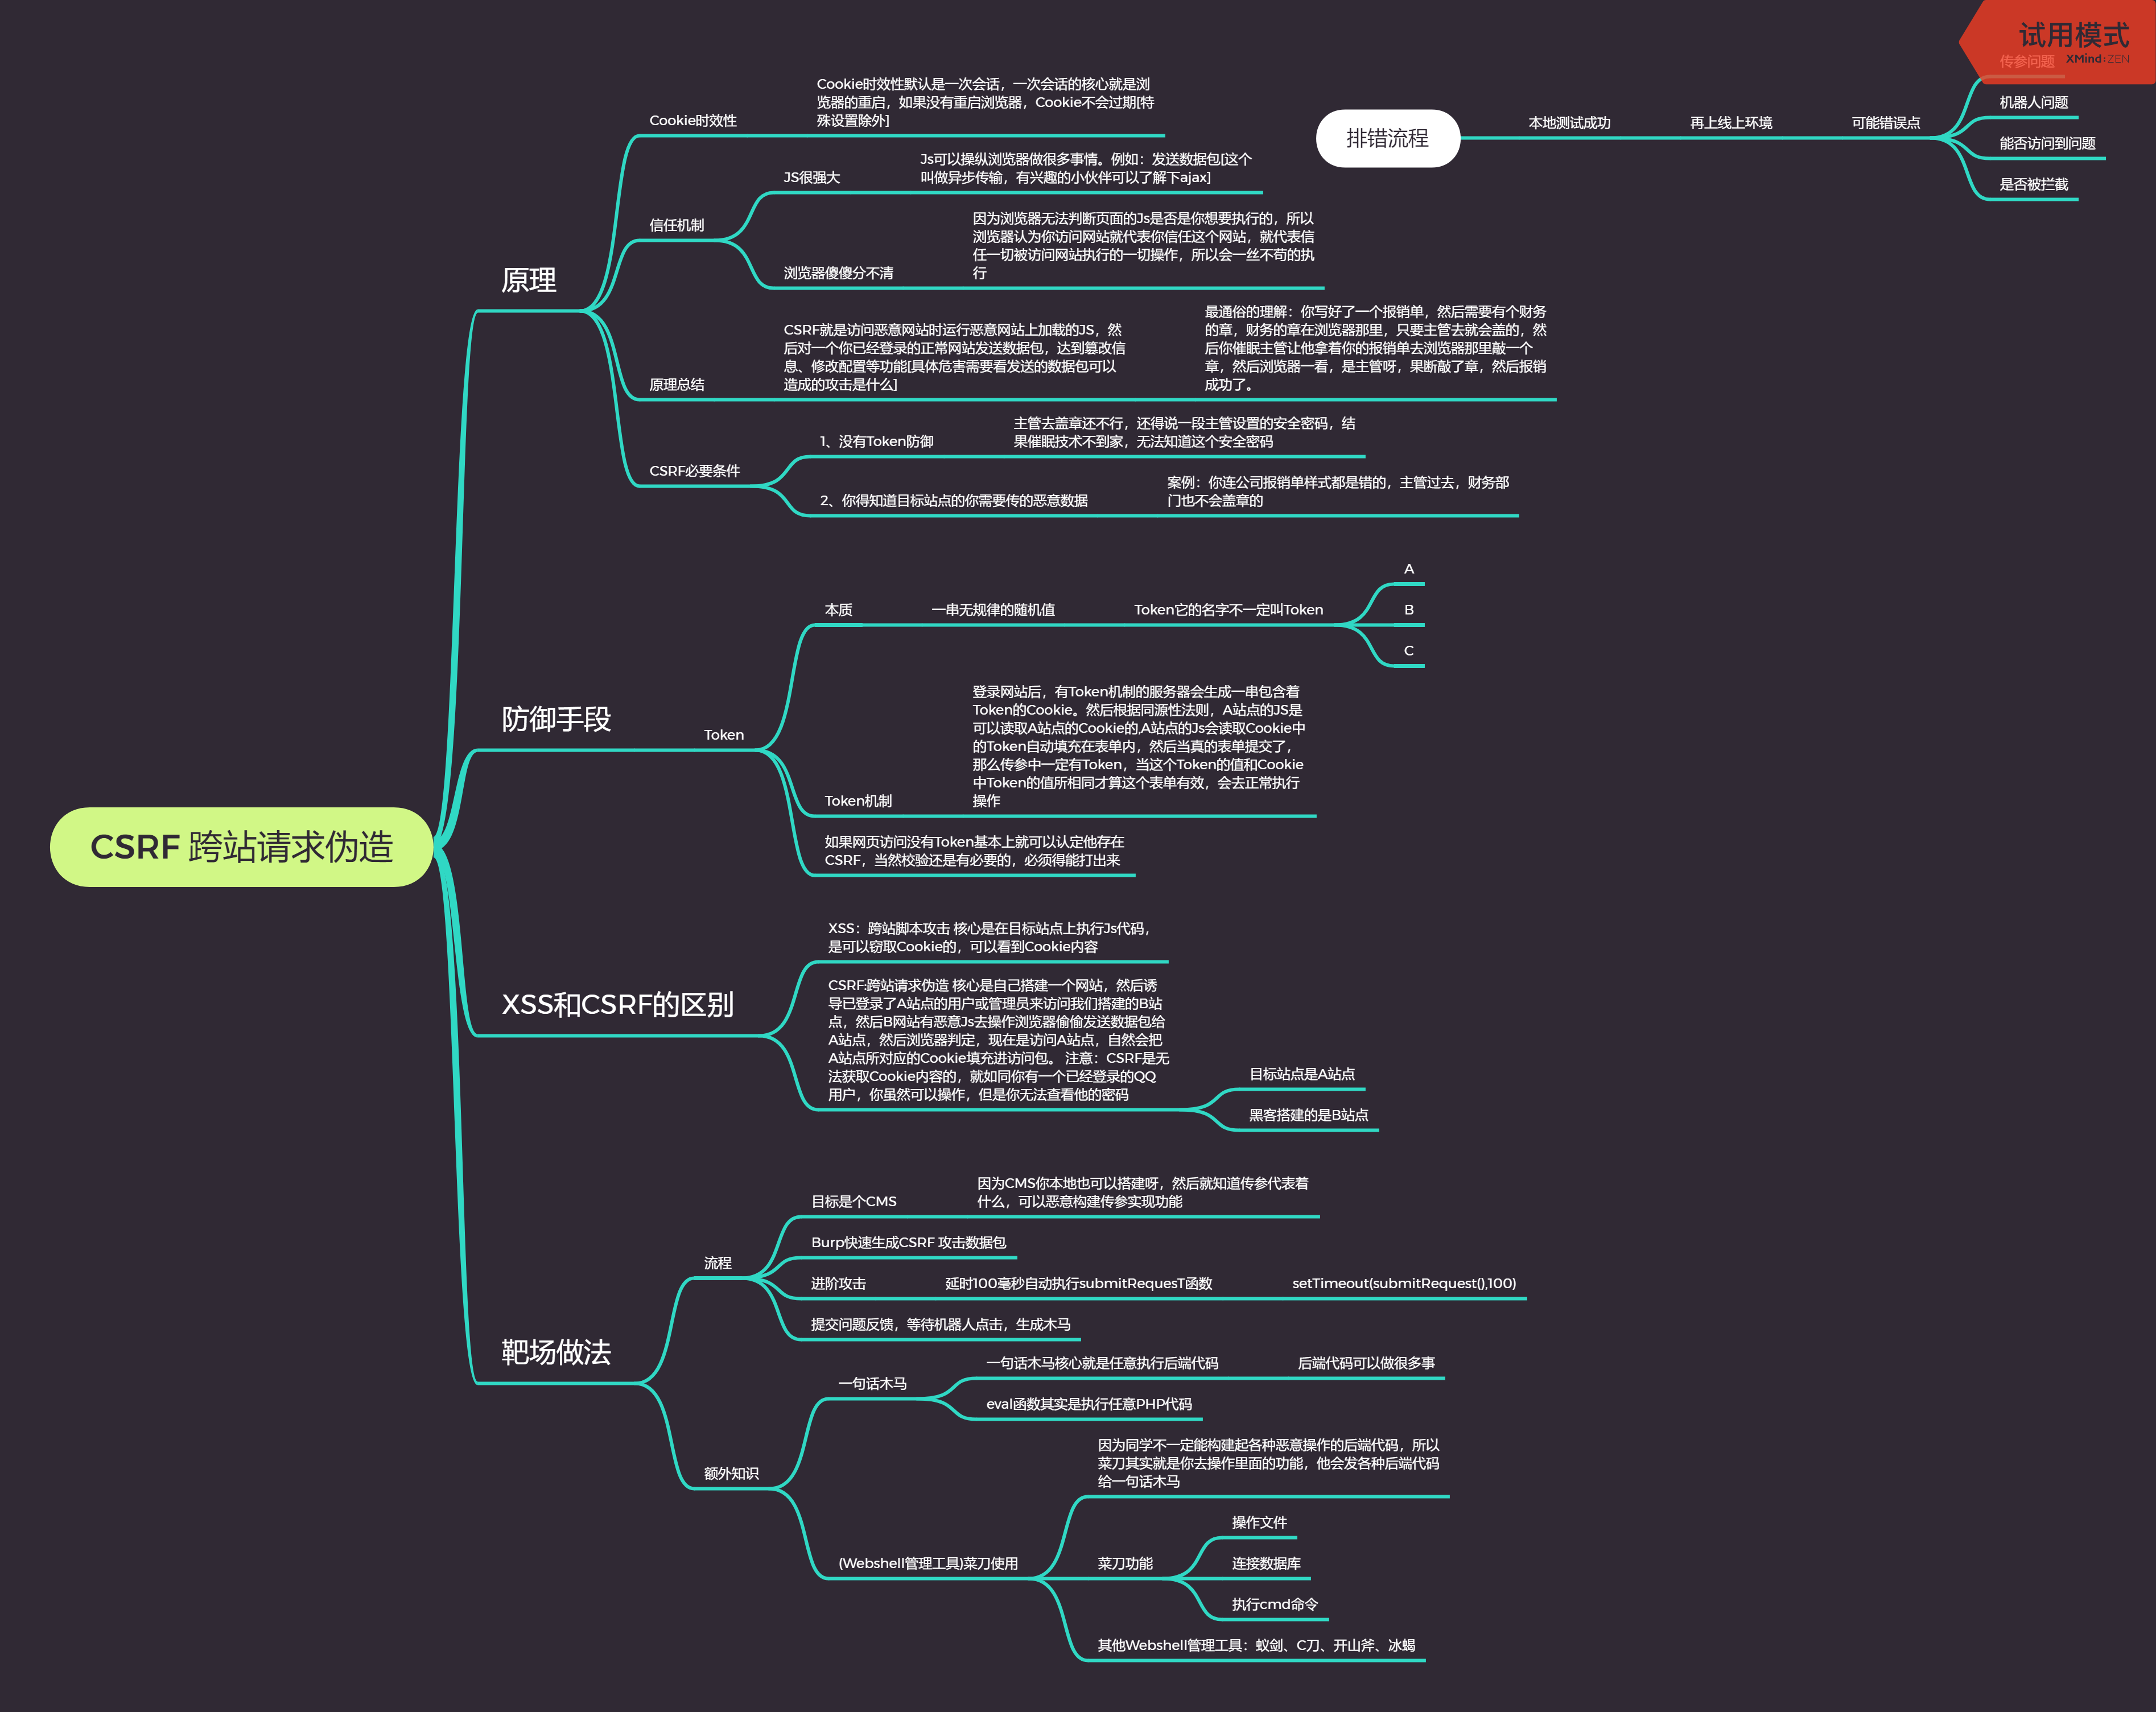 试用模式
XMind:ZEN
传参问题
机器人问题
能否访问到问题
是否被拦截
排错流程
本地测试成功
再上线上环境
可能错误点
CSRF 跨站请求伪造
原理
Cookie时效性
Cookie时效性默认是一次会话，一次会话的核心就是浏
览器的重启，如果没有重启浏览器，Cookie不会过期[特
殊设置除外]
信任机制
JS很强大
Js可以操纵浏览器做很多事情。例如：发送数据包[这个
叫做异步传输，有兴趣的小伙伴可以了解下ajax]
浏览器傻傻分不清
因为浏览器无法判断页面的Js是否是你想要执行的，所以
浏览器认为你访问网站就代表你信任这个网站，就代表信
任一切被访问网站执行的一切操作，所以会一丝不苟的执
行
原理总结
CSRF就是访问恶意网站时运行恶意网站上加载的JS，然
后对一个你已经登录的正常网站发送数据包，达到篡改信
息、修改配置等功能[具体危害需要看发送的数据包可以
造成的攻击是什么]
最通俗的理解：你写好了一个报销单，然后需要有个财务
的章，财务的章在浏览器那里，只要主管去就会盖的，然
后你催眠主管让他拿着你的报销单去浏览器那里敲一个
章，然后浏览器一看，是主管呀，果断敲了章，然后报销
成功了。
CSRF必要条件
1、没有Token防御
主管去盖章还不行，还得说一段主管设置的安全密码，结
果催眠技术不到家，无法知道这个安全密码
2、你得知道目标站点的你需要传的恶意数据
案例：你连公司报销单样式都是错的，主管过去，财务部
门也不会盖章的
防御手段
Token
本质
一串无规律的随机值
Token它的名字不一定叫Token
A
B
C
Token机制
登录网站后，有Token机制的服务器会生成一串包含着
Token的Cookie。然后根据同源性法则，A站点的JS是
可以读取A站点的Cookie的,A站点的Js会读取Cookie中
的Token自动填充在表单内，然后当真的表单提交了，
那么传参中一定有Token，当这个Token的值和Cookie
中Token的值所相同才算这个表单有效，会去正常执行
操作
如果网页访问没有Token基本上就可以认定他存在
CSRF，当然校验还是有必要的，必须得能打出来
XSS和CSRF的区别
XSS：跨站脚本攻击 核心是在目标站点上执行Js代码，
是可以窃取Cookie的，可以看到Cookie内容
CSRF:跨站请求伪造 核心是自己搭建一个网站，然后诱
导已登录了A站点的用户或管理员来访问我们搭建的B站
点，然后B网站有恶意Js去操作浏览器偷偷发送数据包给
A站点，然后浏览器判定，现在是访问A站点，自然会把
A站点所对应的Cookie填充进访问包。 注意：CSRF是无
法获取Cookie内容的，就如同你有一个已经登录的QQ
用户，你虽然可以操作，但是你无法查看他的密码
目标站点是A站点
黑客搭建的是B站点
靶场做法
流程
目标是个CMS
因为CMS你本地也可以搭建呀，然后就知道传参代表着
什么，可以恶意构建传参实现功能
Burp快速生成CSRF 攻击数据包
进阶攻击
延时100毫秒自动执行submitRequesT函数
setTimeout(submitRequest(),100)
提交问题反馈，等待机器人点击，生成木马
额外知识
一句话木马
一句话木马核心就是任意执行后端代码
后端代码可以做很多事
eval函数其实是执行任意PHP代码
(Webshell管理工具)菜刀使用
因为同学不一定能构建起各种恶意操作的后端代码，所以
菜刀其实就是你去操作里面的功能，他会发各种后端代码
给一句话木马
菜刀功能
操作文件
连接数据库
执行cmd命令
其他Webshell管理工具：蚁剑、C刀、开山斧、冰蝎